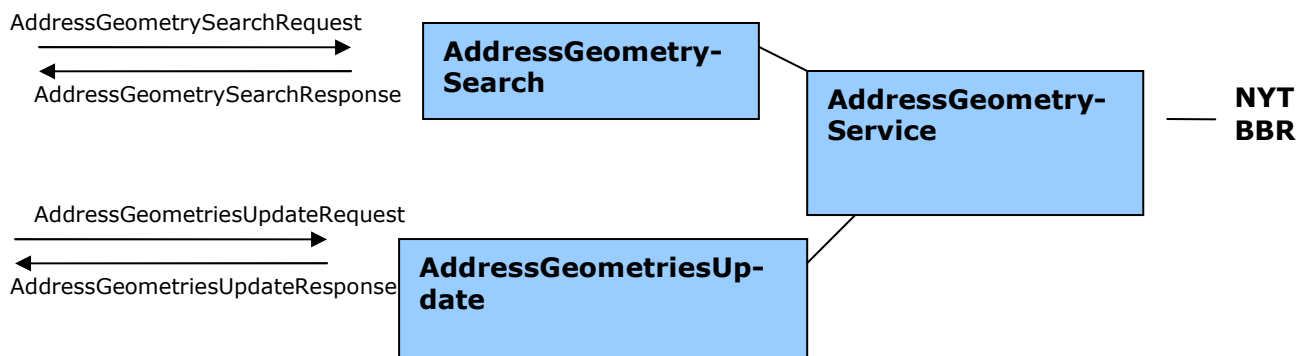 AddressGeometrySearchRequest
AddressGeometrySearchResponse
AddressGeometry-
Search
AddressGeometry-
Service
NYT
BBR
AddressGeometriesUpdateRequest
AddressGeometriesUpdateResponse
AddressGeometriesUp-
date